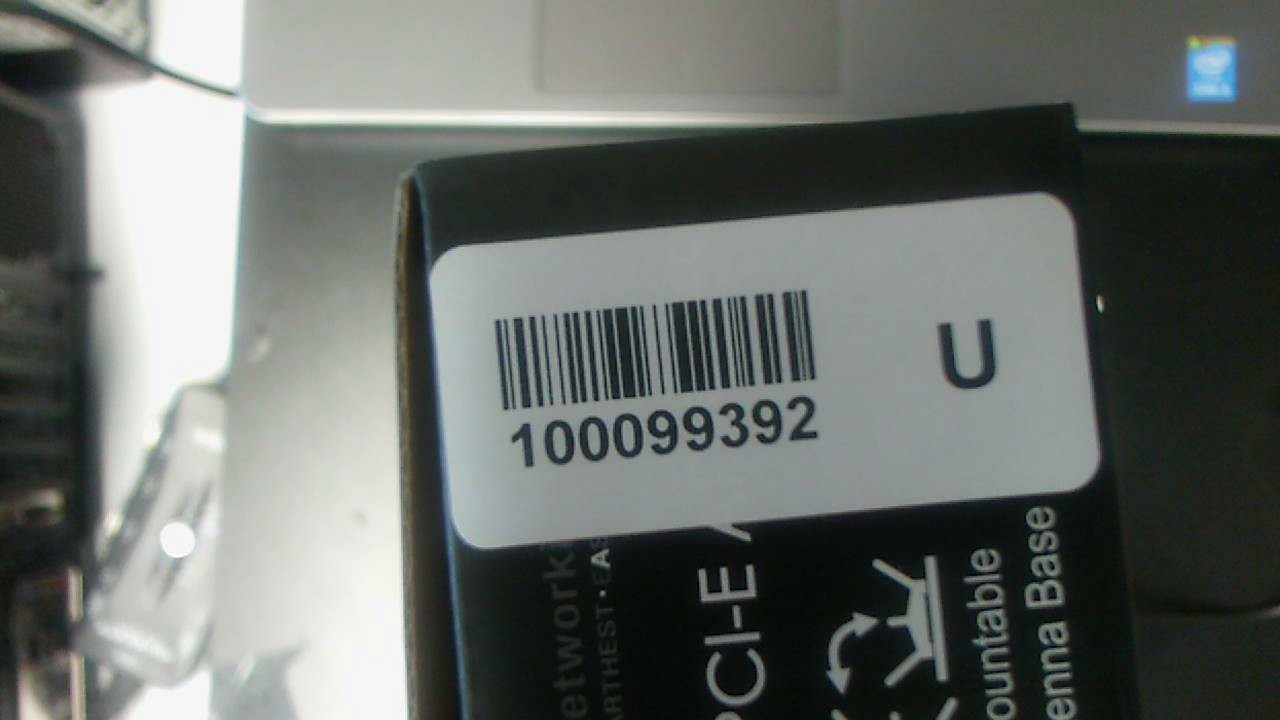 100099392
U
etwork
ARTHEST·EAS
PCI-E A
ountable
enna Base